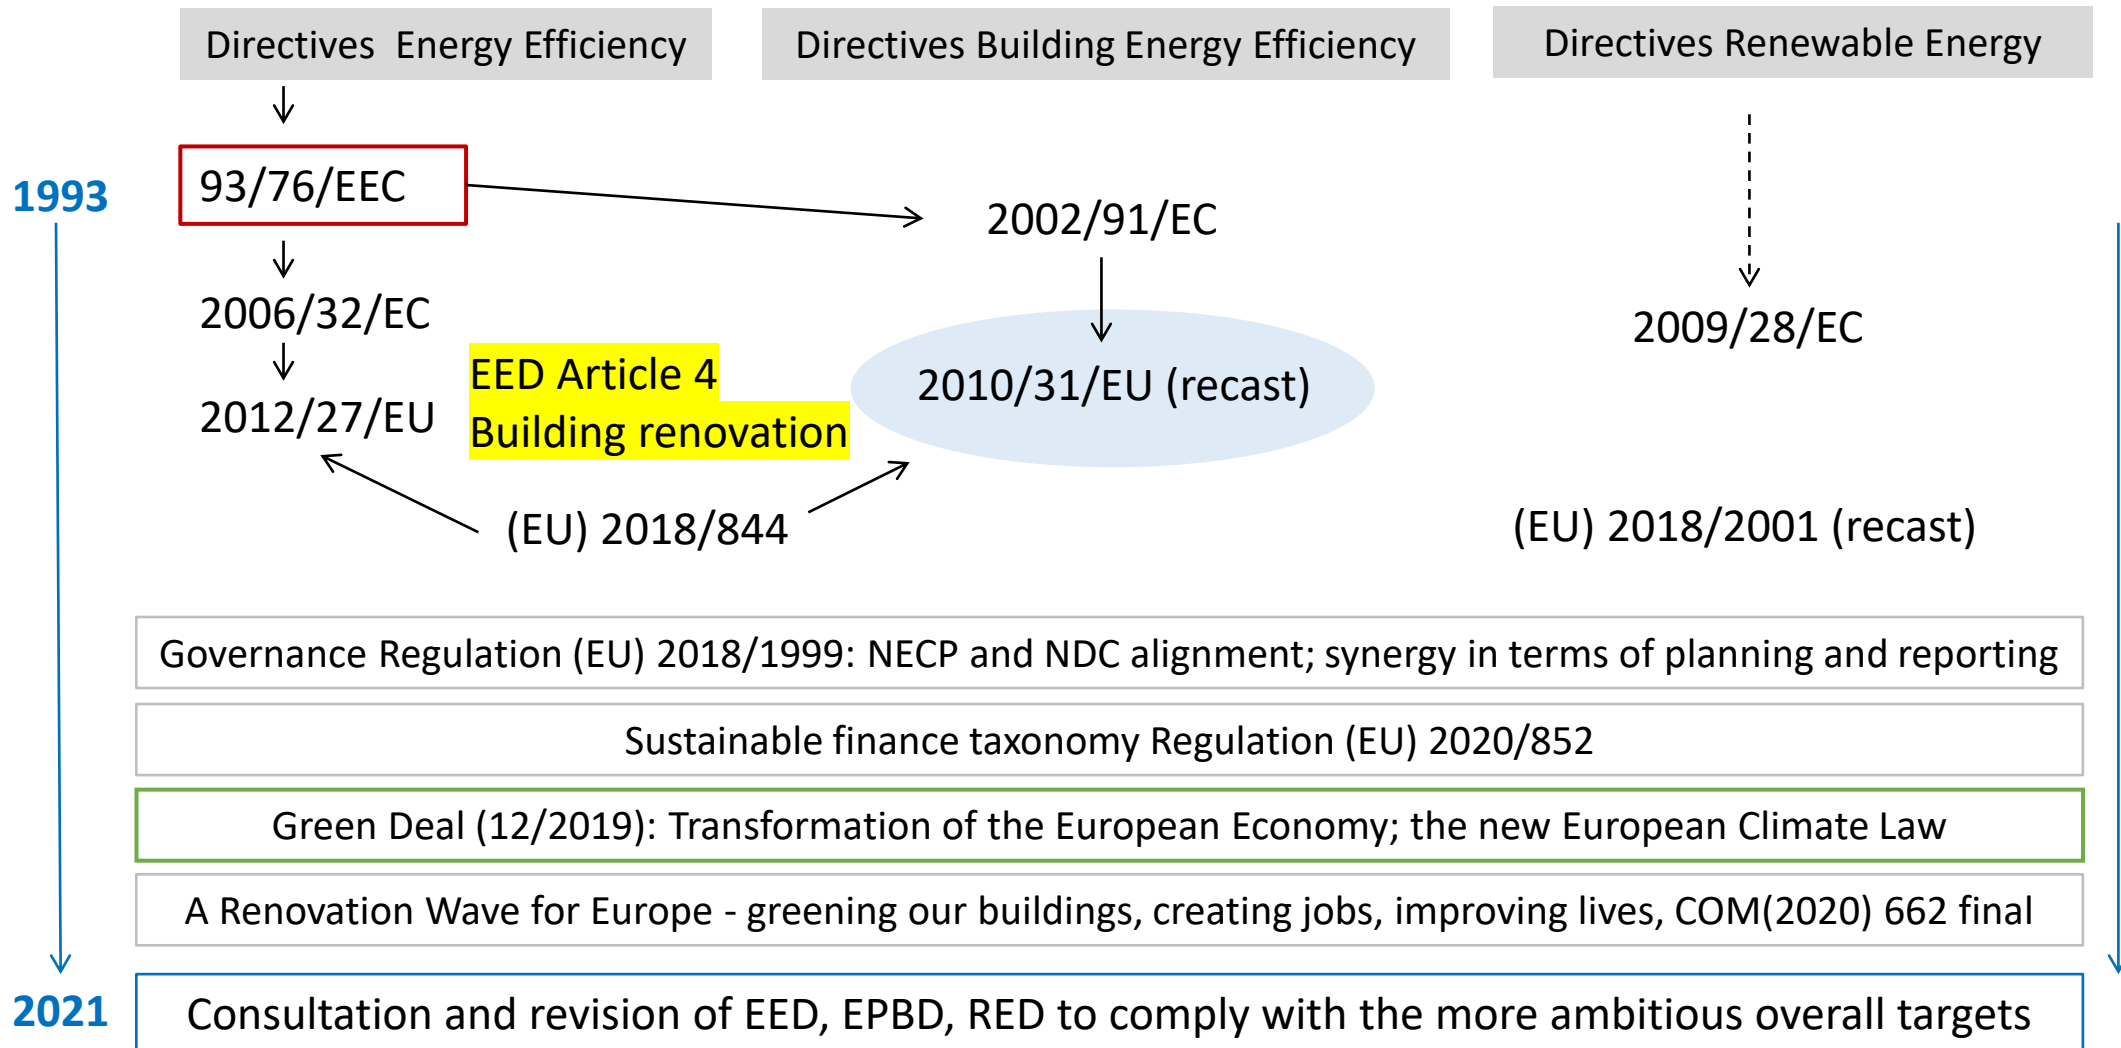 Directives  Energy Efficiency
Directives Building Energy Efficiency
Directives Renewable Energy
1993
93/76/EEC
2002/91/EC
2006/32/EC
2009/28/EC
EED Article 4
Building renovation
2010/31/EU (recast)
2012/27/EU
(EU) 2018/844
(EU) 2018/2001 (recast)
Governance Regulation (EU) 2018/1999: NECP and NDC alignment; synergy in terms of planning and reporting
Sustainable finance taxonomy Regulation (EU) 2020/852
Green Deal (12/2019): Transformation of the European Economy; the new European Climate Law
A Renovation Wave for Europe - greening our buildings, creating jobs, improving lives, COM(2020) 662 final
2021
Consultation and revision of EED, EPBD, RED to comply with the more ambitious overall targets